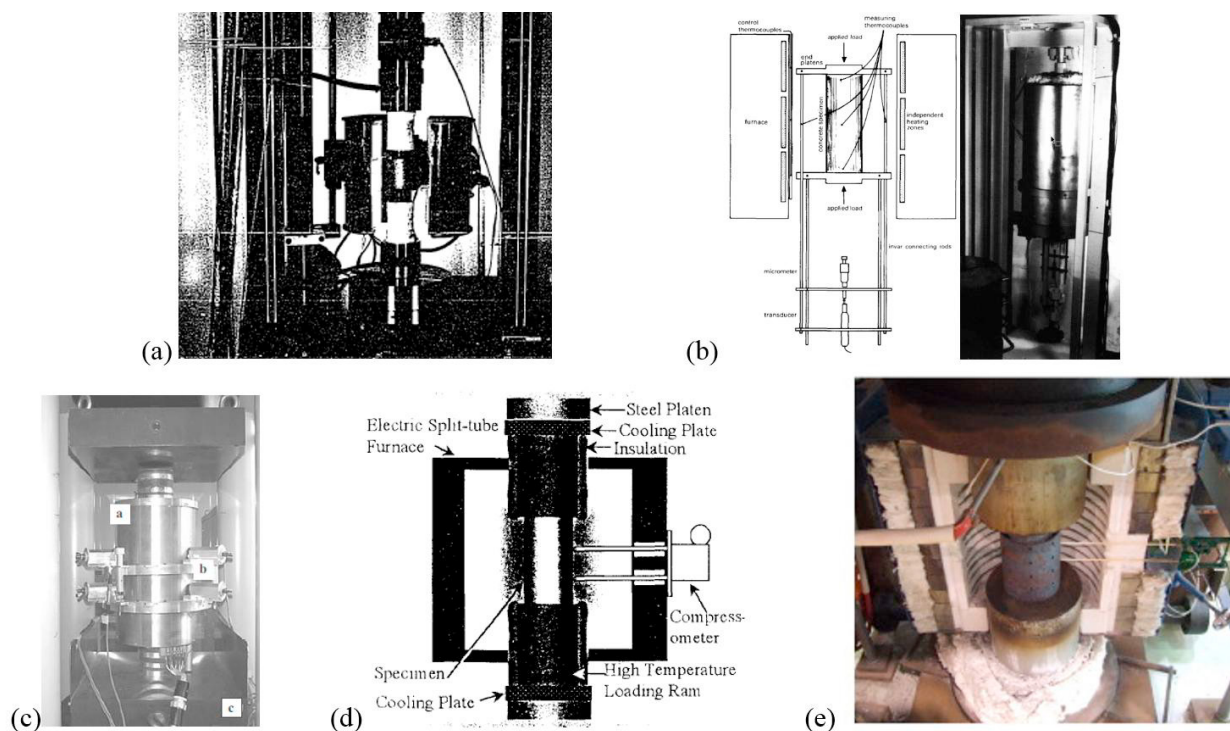 (a)
control
thermocouples
measuring
thermocouples
applied load
end
platens
furnace
concrete specimen
independent
heating
zones
applied load
invar connecting rods
micrometer
transducer
(b)
a
b
c
(c)
Electric Split-tube
Furnace
Steel Platen
Cooling Plate
Insulation
Compress-
ometer
Specimen
Cooling Plate
High Temperature
Loading Ram
(d)
(e)